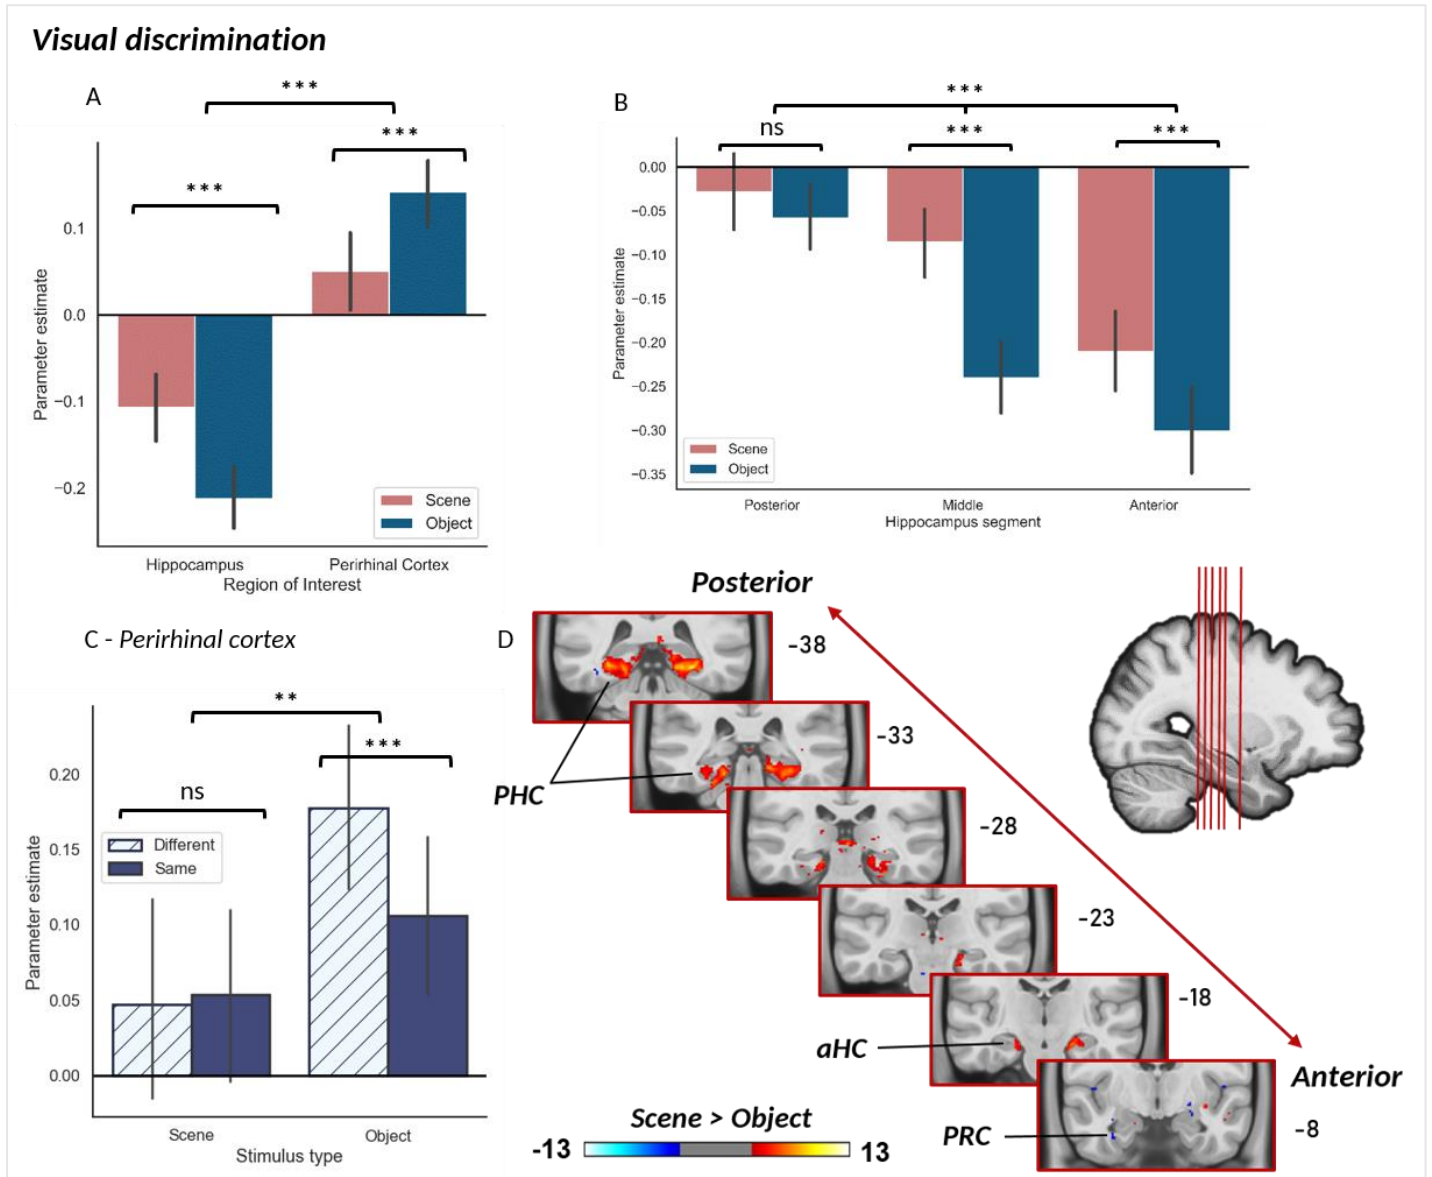 Visual discrimination
A
***
***
***
0.1
0.0
−0.1
−0.2
Parameter estimate
Scene
Object
Hippocampus
Perirhinal Cortex
Region of Interest
B
***
ns
***
***
0.00
−0.05
−0.10
−0.15
−0.20
−0.25
−0.30
−0.35
Parameter estimate
Scene
Object
Posterior
Middle
Anterior
Hippocampus segment
C - Perirhinal cortex
**
***
ns
0.20
0.15
0.10
0.05
0.00
Parameter estimate
Different
Same
Scene
Object
Stimulus type
D
Posterior
-38
-33
PHC
-28
-23
-18
aHC
Anterior
PRC
-8
Scene > Object
-13
13